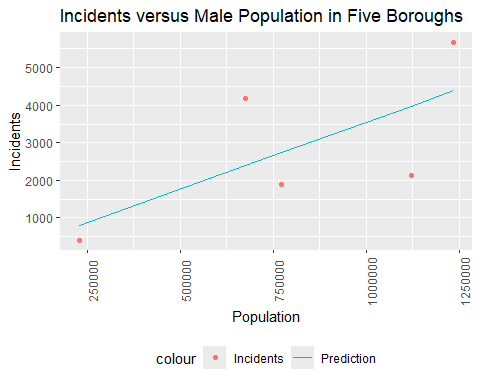 Incidents versus Male Population in Five Boroughs
Incidents
5000
4000
3000
2000
1000
250000
500000
750000
1000000
1250000
Population
colour
Incidents
Prediction